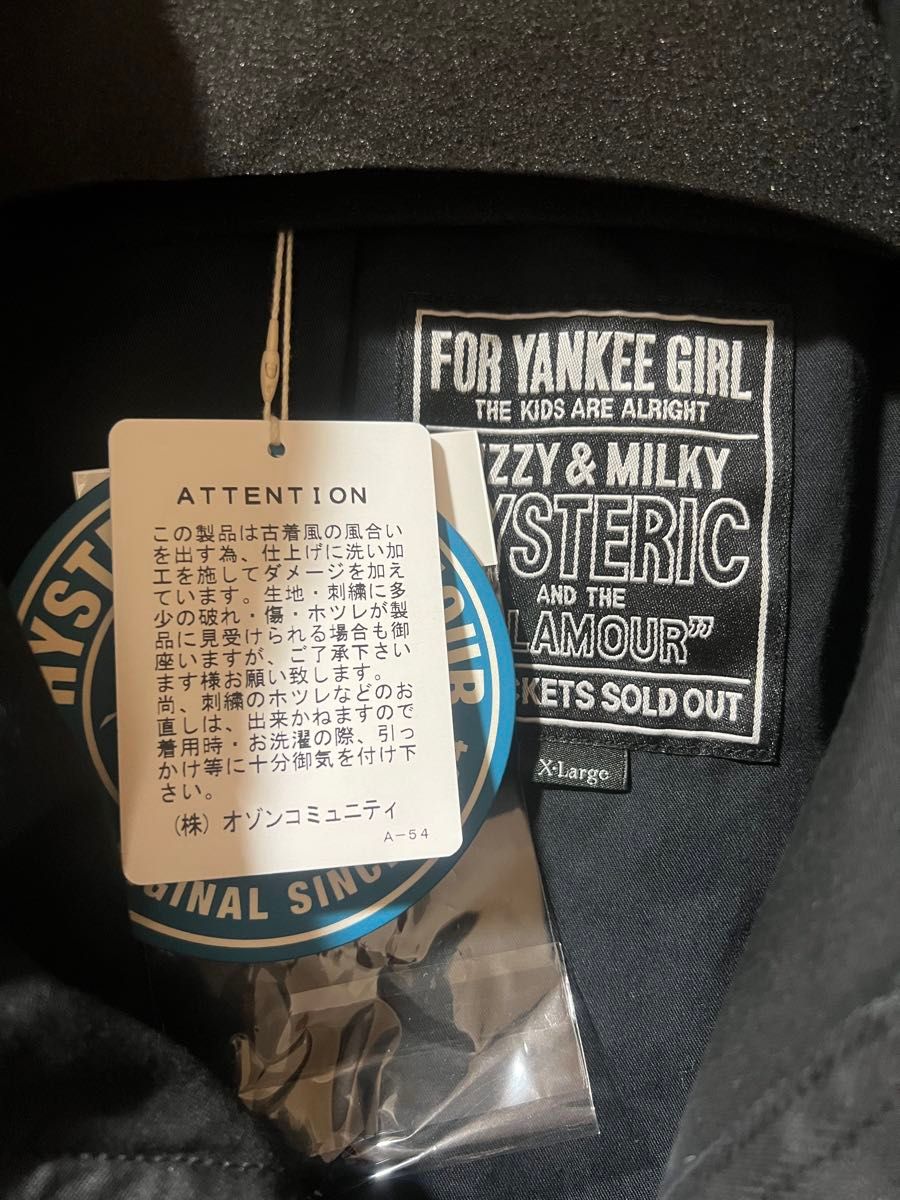 FOR YANKEE GIRL
THE KIDS ARE ALRIGHT
& MILKY
AND THE
SOLD OUT
X-Large
ATTENTION
この製品は古着風の風合い
を出す為、仕上げに洗い加
工を施してダメージを加え
ています。生地・刺繍に多
少の破れ・傷・ホツレが製
品に見受けられる場合も御
座いますが、ご了承下さい
ます様お願い致します。
尚、刺繍のホツレなどのお
直しは、出来かねますので
着用時・お洗濯の際、引っ
かけ等に十分御気を付け下
さい。
(株) オゾンコミュニティ
A-54